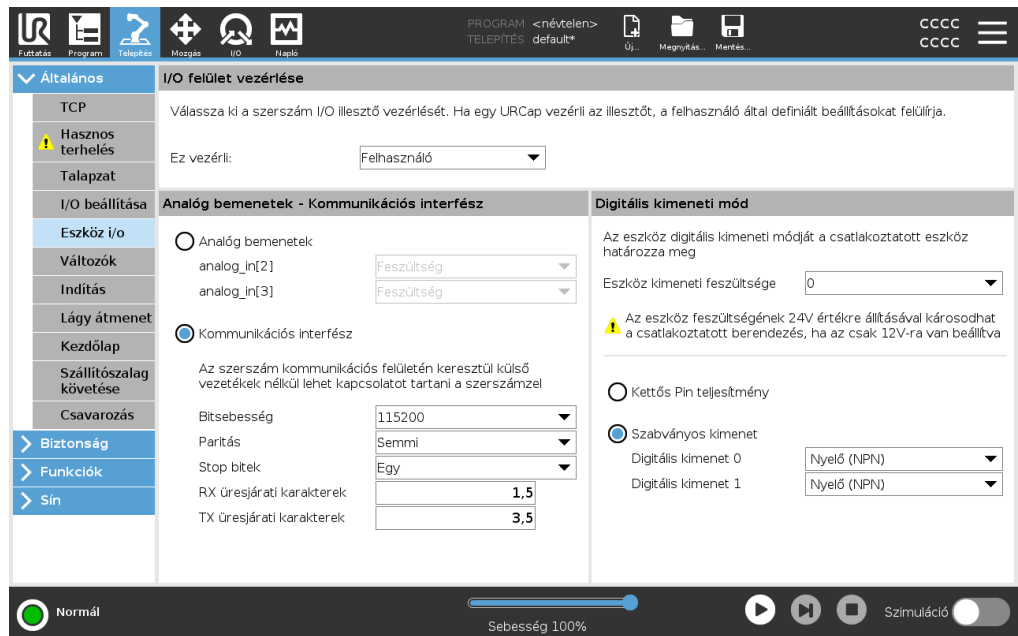 UR
Futtatás
Program
Telepítés
Mozgás
I/O
Napló
PROGRAM <névtelen>
TELEPÍTÉS default*
Új...
Megnyitás...
Mentés...
CCCC
CCCC
Általános
TCP
Hasznos
terhelés
Talapzat
I/O beállítása
Eszköz i/o
Változók
Indítás
Lágy átmenet
Kezdőlap
Szállítószalag
követése
Csavarozás
Biztonság
Funkciók
Sín
I/O felület vezérlése
Válassza ki a szerszám I/O illesztő vezérlését. Ha egy URCap vezérli az illesztőt, a felhasználó által definiált beállításokat felülírja.
Ez vezérli: Felhasználó
Analóg bemenetek - Kommunikációs interfész
Analóg bemenetek
analog_in[2] Feszültség
analog_in[3] Feszültség
Kommunikációs interfész
Az szerszám kommunikációs felületén keresztül külső
vezetékek nélkül lehet kapcsolatot tartani a szerszámzel
Bitsebesség 115200
Paritás Semmi
Stop bitek Egy
RX üresjárati karakterek 1,5
TX üresjárati karakterek 3,5
Digitális kimeneti mód
Az eszköz digitális kimeneti módját a csatlakoztatott eszköz
határozza meg
Eszköz kimeneti feszültsége 0
Az eszköz feszültségének 24V értékre állításával károsodhat
a csatlakoztatott berendezés, ha az csak 12V-ra van beállítva
Kettős Pin teljesítmény
Szabványos kimenet
Digitális kimenet 0 Nyelő (NPN)
Digitális kimenet 1 Nyelő (NPN)
Normál
Sebesség 100%
Szimuláció